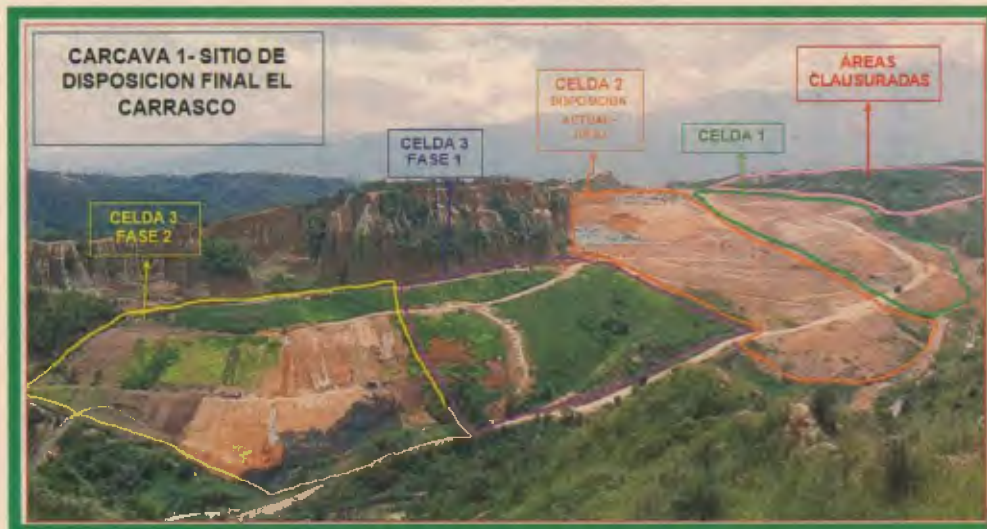 CARCAVA 1- SITIO DE
DISPOSICION FINAL EL
CARRASCO
CELDA 2
DISPOSICION
ACTUAL-
ÁREAS
CLAUSURADAS
CELDA 3
FASE 1
CELDA 1
CELDA 3
FASE 2